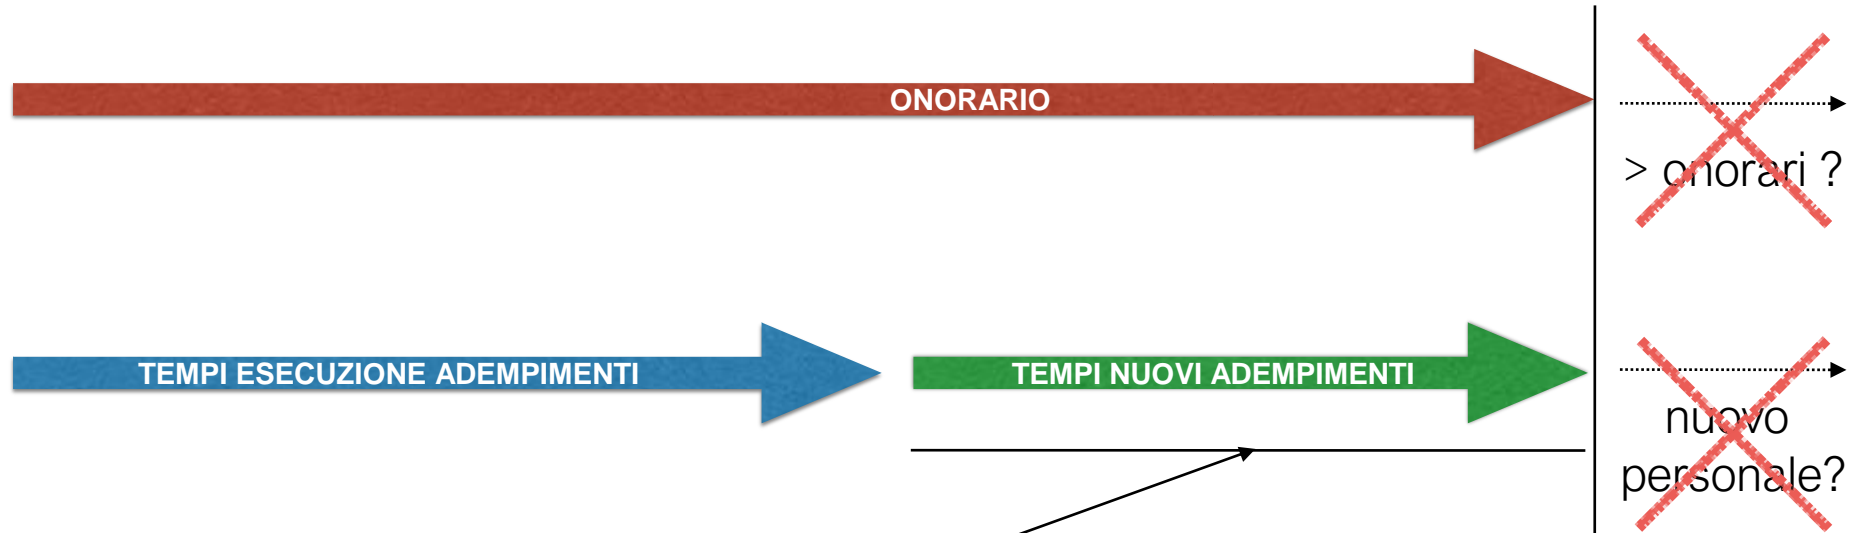 ONORARIO
> onorari ?
TEMPI ESECUZIONE ADEMPIMENTI
TEMPI NUOVI ADEMPIMENTI
nuovo
personale?